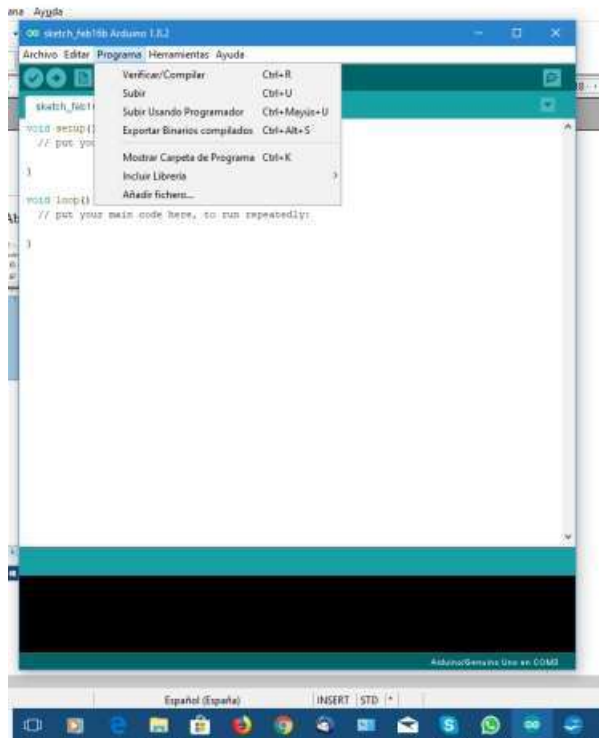 Ayuda
sketch_feb16b Arduino 1.8.2
Archivo Editar Programa Herramientas Ayuda
Verificar/Compilar Ctrl+R
Subir Ctrl+U
Subir Usando Programador Ctrl+Mayús+U
Exportar Binarios compilados Ctrl+Alt+S
Mostrar Carpeta de Programa Ctrl+K
Incluir Librería
Añadir fichero...
void setup()
// put you
}
void loop()
// put your main code here, to run repeatedly:
}
Arduino/Genuino Uno en COM3
Español (España) INSERT STD *